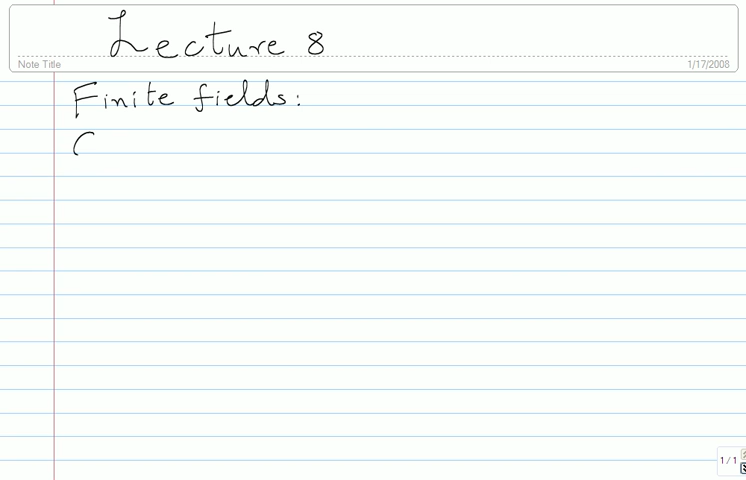 Lecture 8
Note Title
1/17/2008
Finite fields:
(
1 / 1